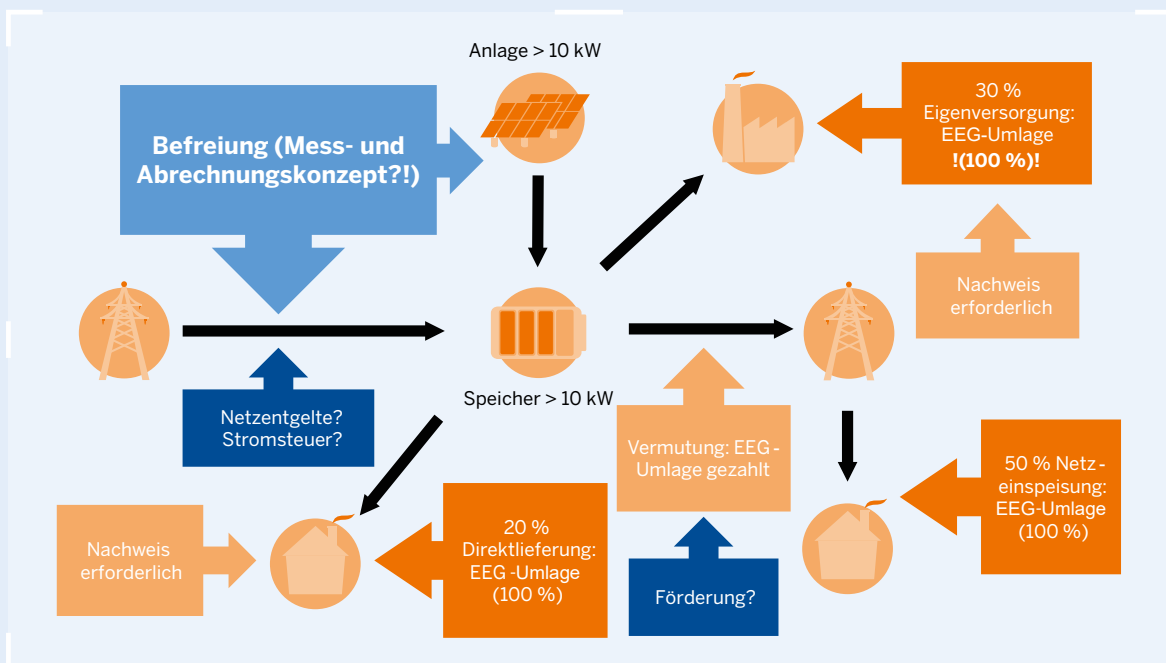 Anlage > 10 kW
Befreiung (Mess- und
Abrechnungskonzept?!)
30 %
Eigenversorgung:
EEG-Umlage
!(100 %)!
Nachweis
erforderlich
Netzentgelte?
Stromsteuer?
Speicher > 10 kW
Vermutung: EEG -
Umlage gezahlt
50 % Netz -
einspeisung:
EEG-Umlage
(100 %)
Nachweis
erforderlich
20 %
Direktlieferung:
EEG -Umlage
(100 %)
Förderung?